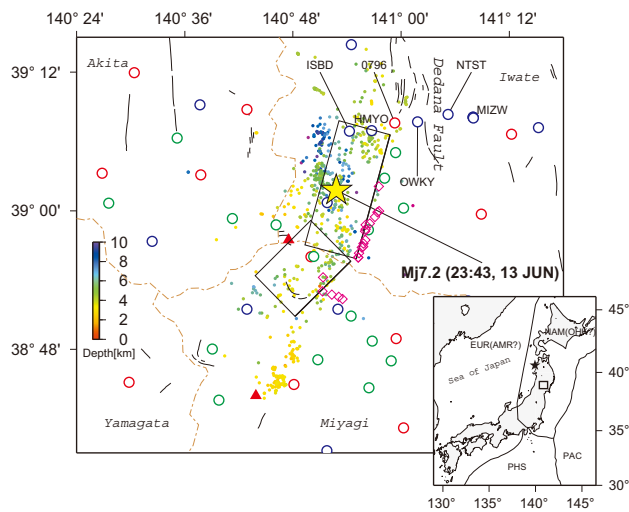 140° 24' 140° 36' 140° 48' 141° 00' 141° 12'
39° 12'
39° 00'
38° 48'
Akita
ISBD
0796
NTST
Iwate
HMYO
MIZW
Dedana Fault
OWKY
Mj7.2 (23:43, 13 JUN)
10
8
6
4
2
0
Depth[km]
Yamagata
Miyagi
EUR(AMR?)
NAM(OHK?)
Sea of Japan
PHS
PAC
45°
40°
35°
30°
130° 135° 140° 145°